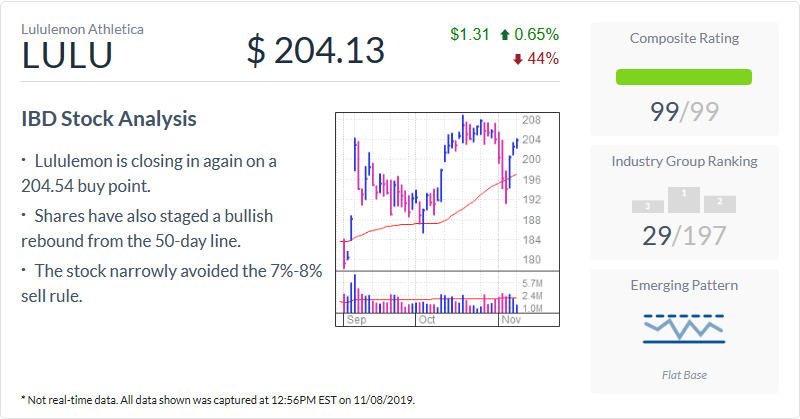 Lululemon Athletica
LULU
$ 204.13
$1.31 0.65%
44%
IBD Stock Analysis
· Lululemon is closing in again on a
204.54 buy point.
· Shares have also staged a bullish
rebound from the 50-day line.
· The stock narrowly avoided the 7%-8%
sell rule.
208
204
200
196
192
188
184
180
5.7M
2.4M
1.0M
Sep Oct Nov
Composite Rating
99/99
Industry Group Ranking
3 1 2
29/197
Emerging Pattern
Flat Base
* Not real-time data. All data shown was captured at 12:56PM EST on 11/08/2019.